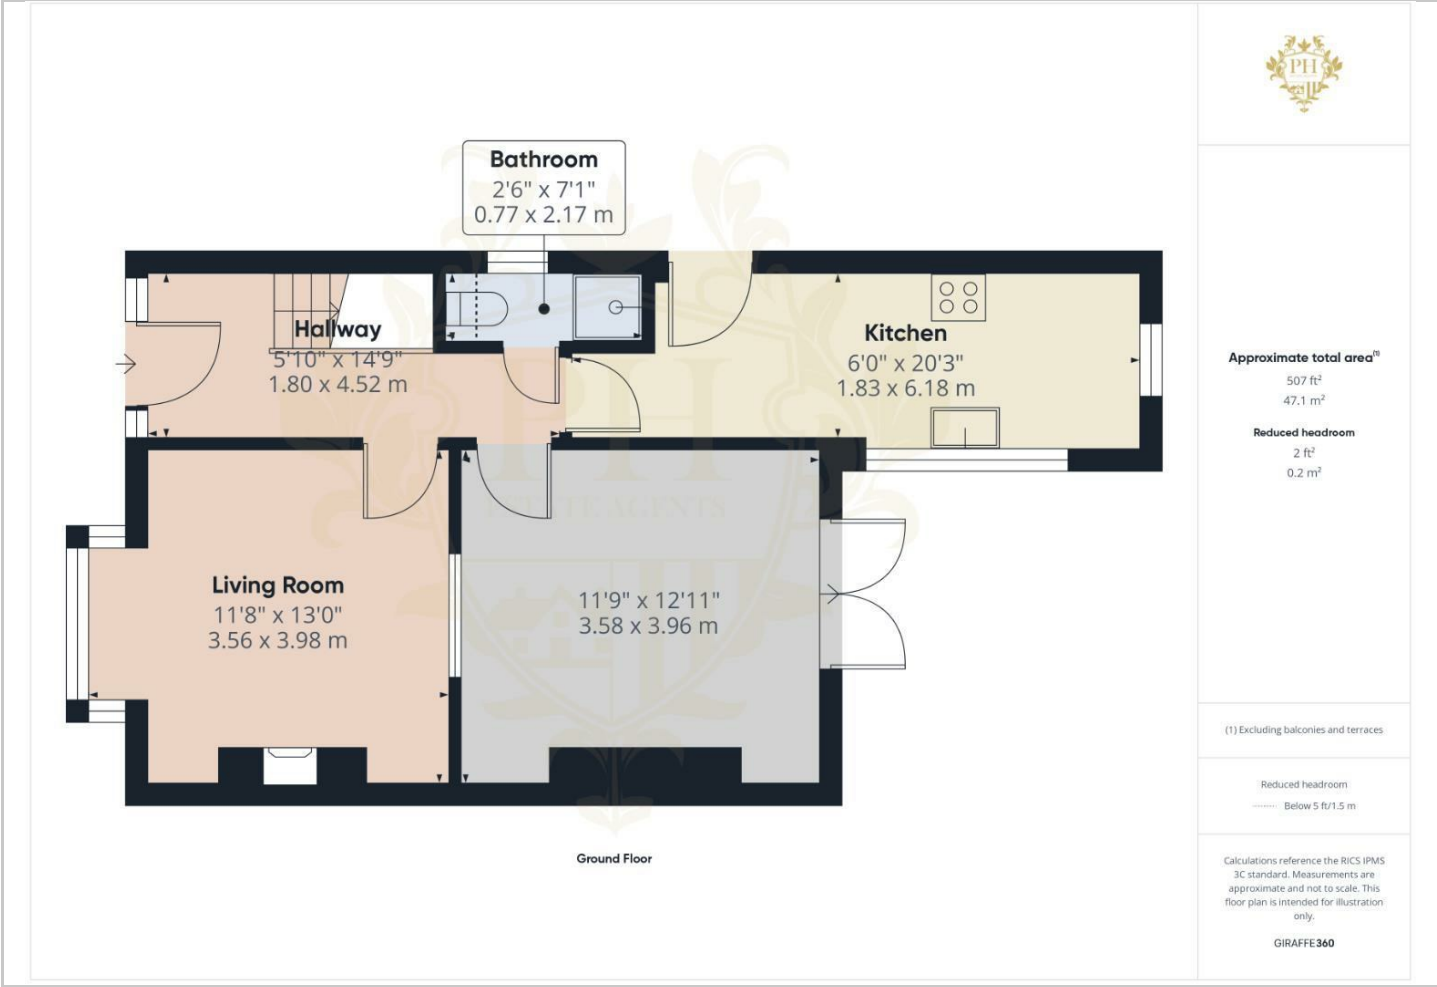 PH
Bathroom
2'6" x 7'1"
0.77 x 2.17 m
Hallway
5'10" x 14'9"
1.80 x 4.52 m
Kitchen
6'0" x 20'3"
1.83 x 6.18 m
Living Room
11'8" x 13'0"
3.56 x 3.98 m
11'9" x 12'11"
3.58 x 3.96 m
PH
ESTATE AGENTS
Ground Floor
Approximate total area(1)
507 ft²
47.1 m²
Reduced headroom
2 ft²
0.2 m²
(1) Excluding balconies and terraces
Reduced headroom
Below 5 ft/1.5 m
Calculations reference the RICS IPMS
3C standard. Measurements are
approximate and not to scale. This
floor plan is intended for illustration
only.
GIRAFFE360